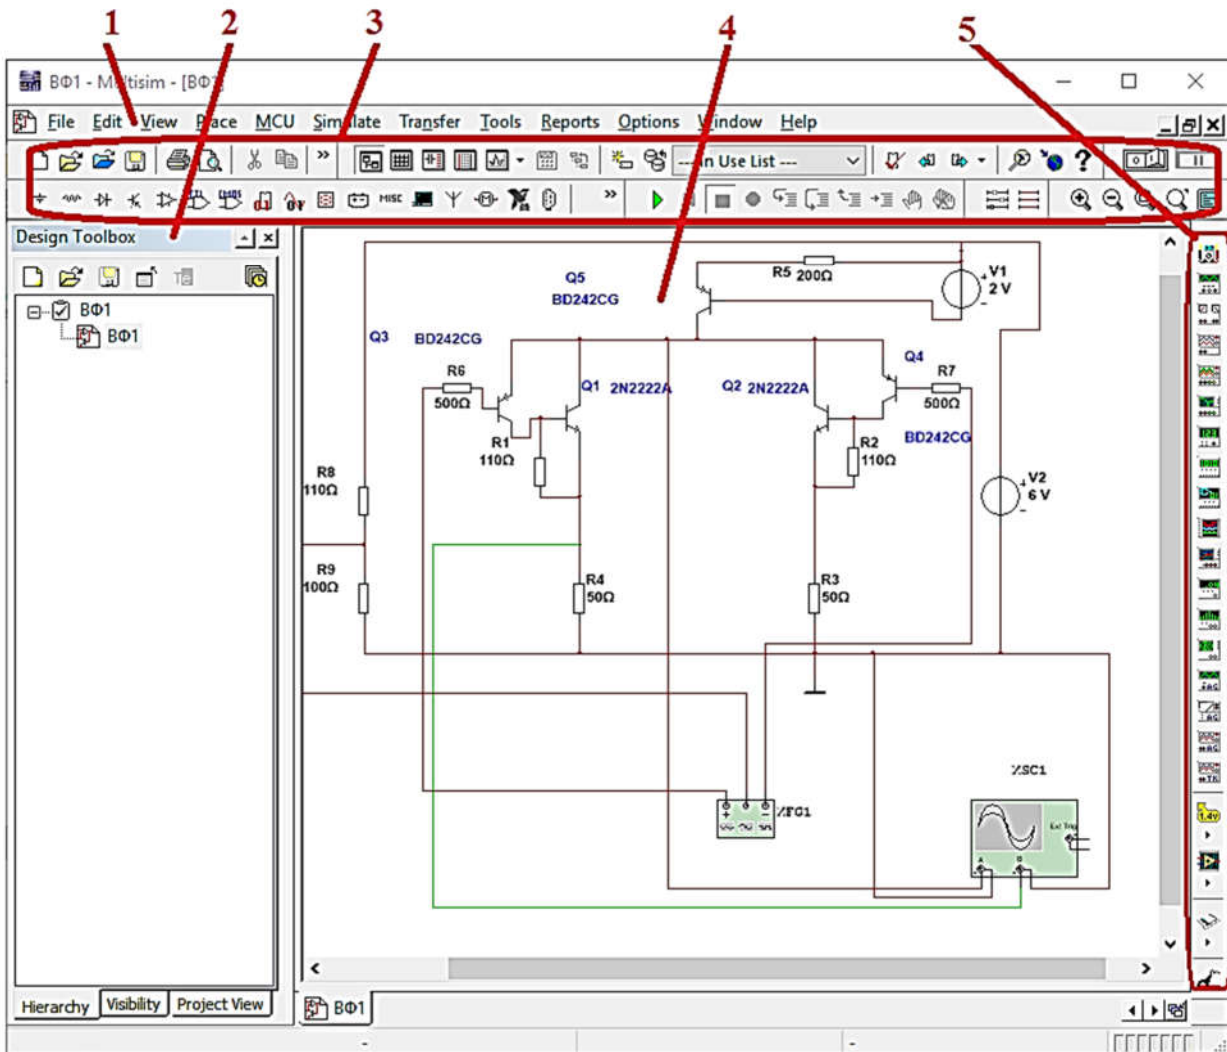 1 2 3 4 5
ВФ1 - Multisim - [ВФ1]
File Edit View Place MCU Simulate Transfer Tools Reports Options Window Help
--- In Use List ---
MISC
Design Toolbox
ВФ1
ВФ1
Q5
BD242CG
R5 200Ω
V1
2 V
Q3 BD242CG
Q4
R6
500Ω
Q1 2N2222A
Q2 2N2222A
R7
500Ω
R1
110Ω
R2
110Ω
BD242CG
R8
110Ω
V2
6 V
R9
100Ω
R4
50Ω
R3
50Ω
XSC1
XFG1
Ext Trig
A B
1.4v
Hierarchy Visibility Project View
ВФ1